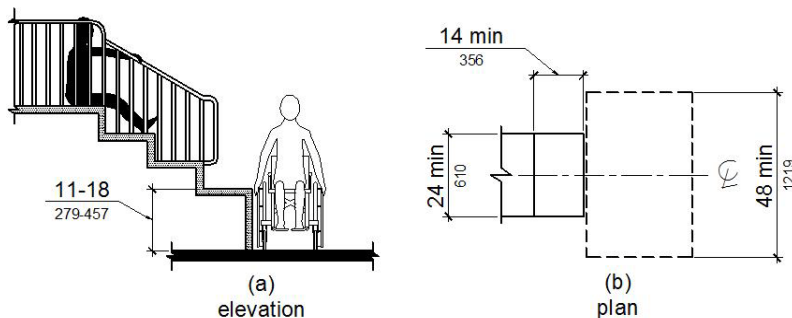 11-18
279-457
(a)
elevation
14 min
356
24 min
610
℄
48 min
1219
(b)
plan